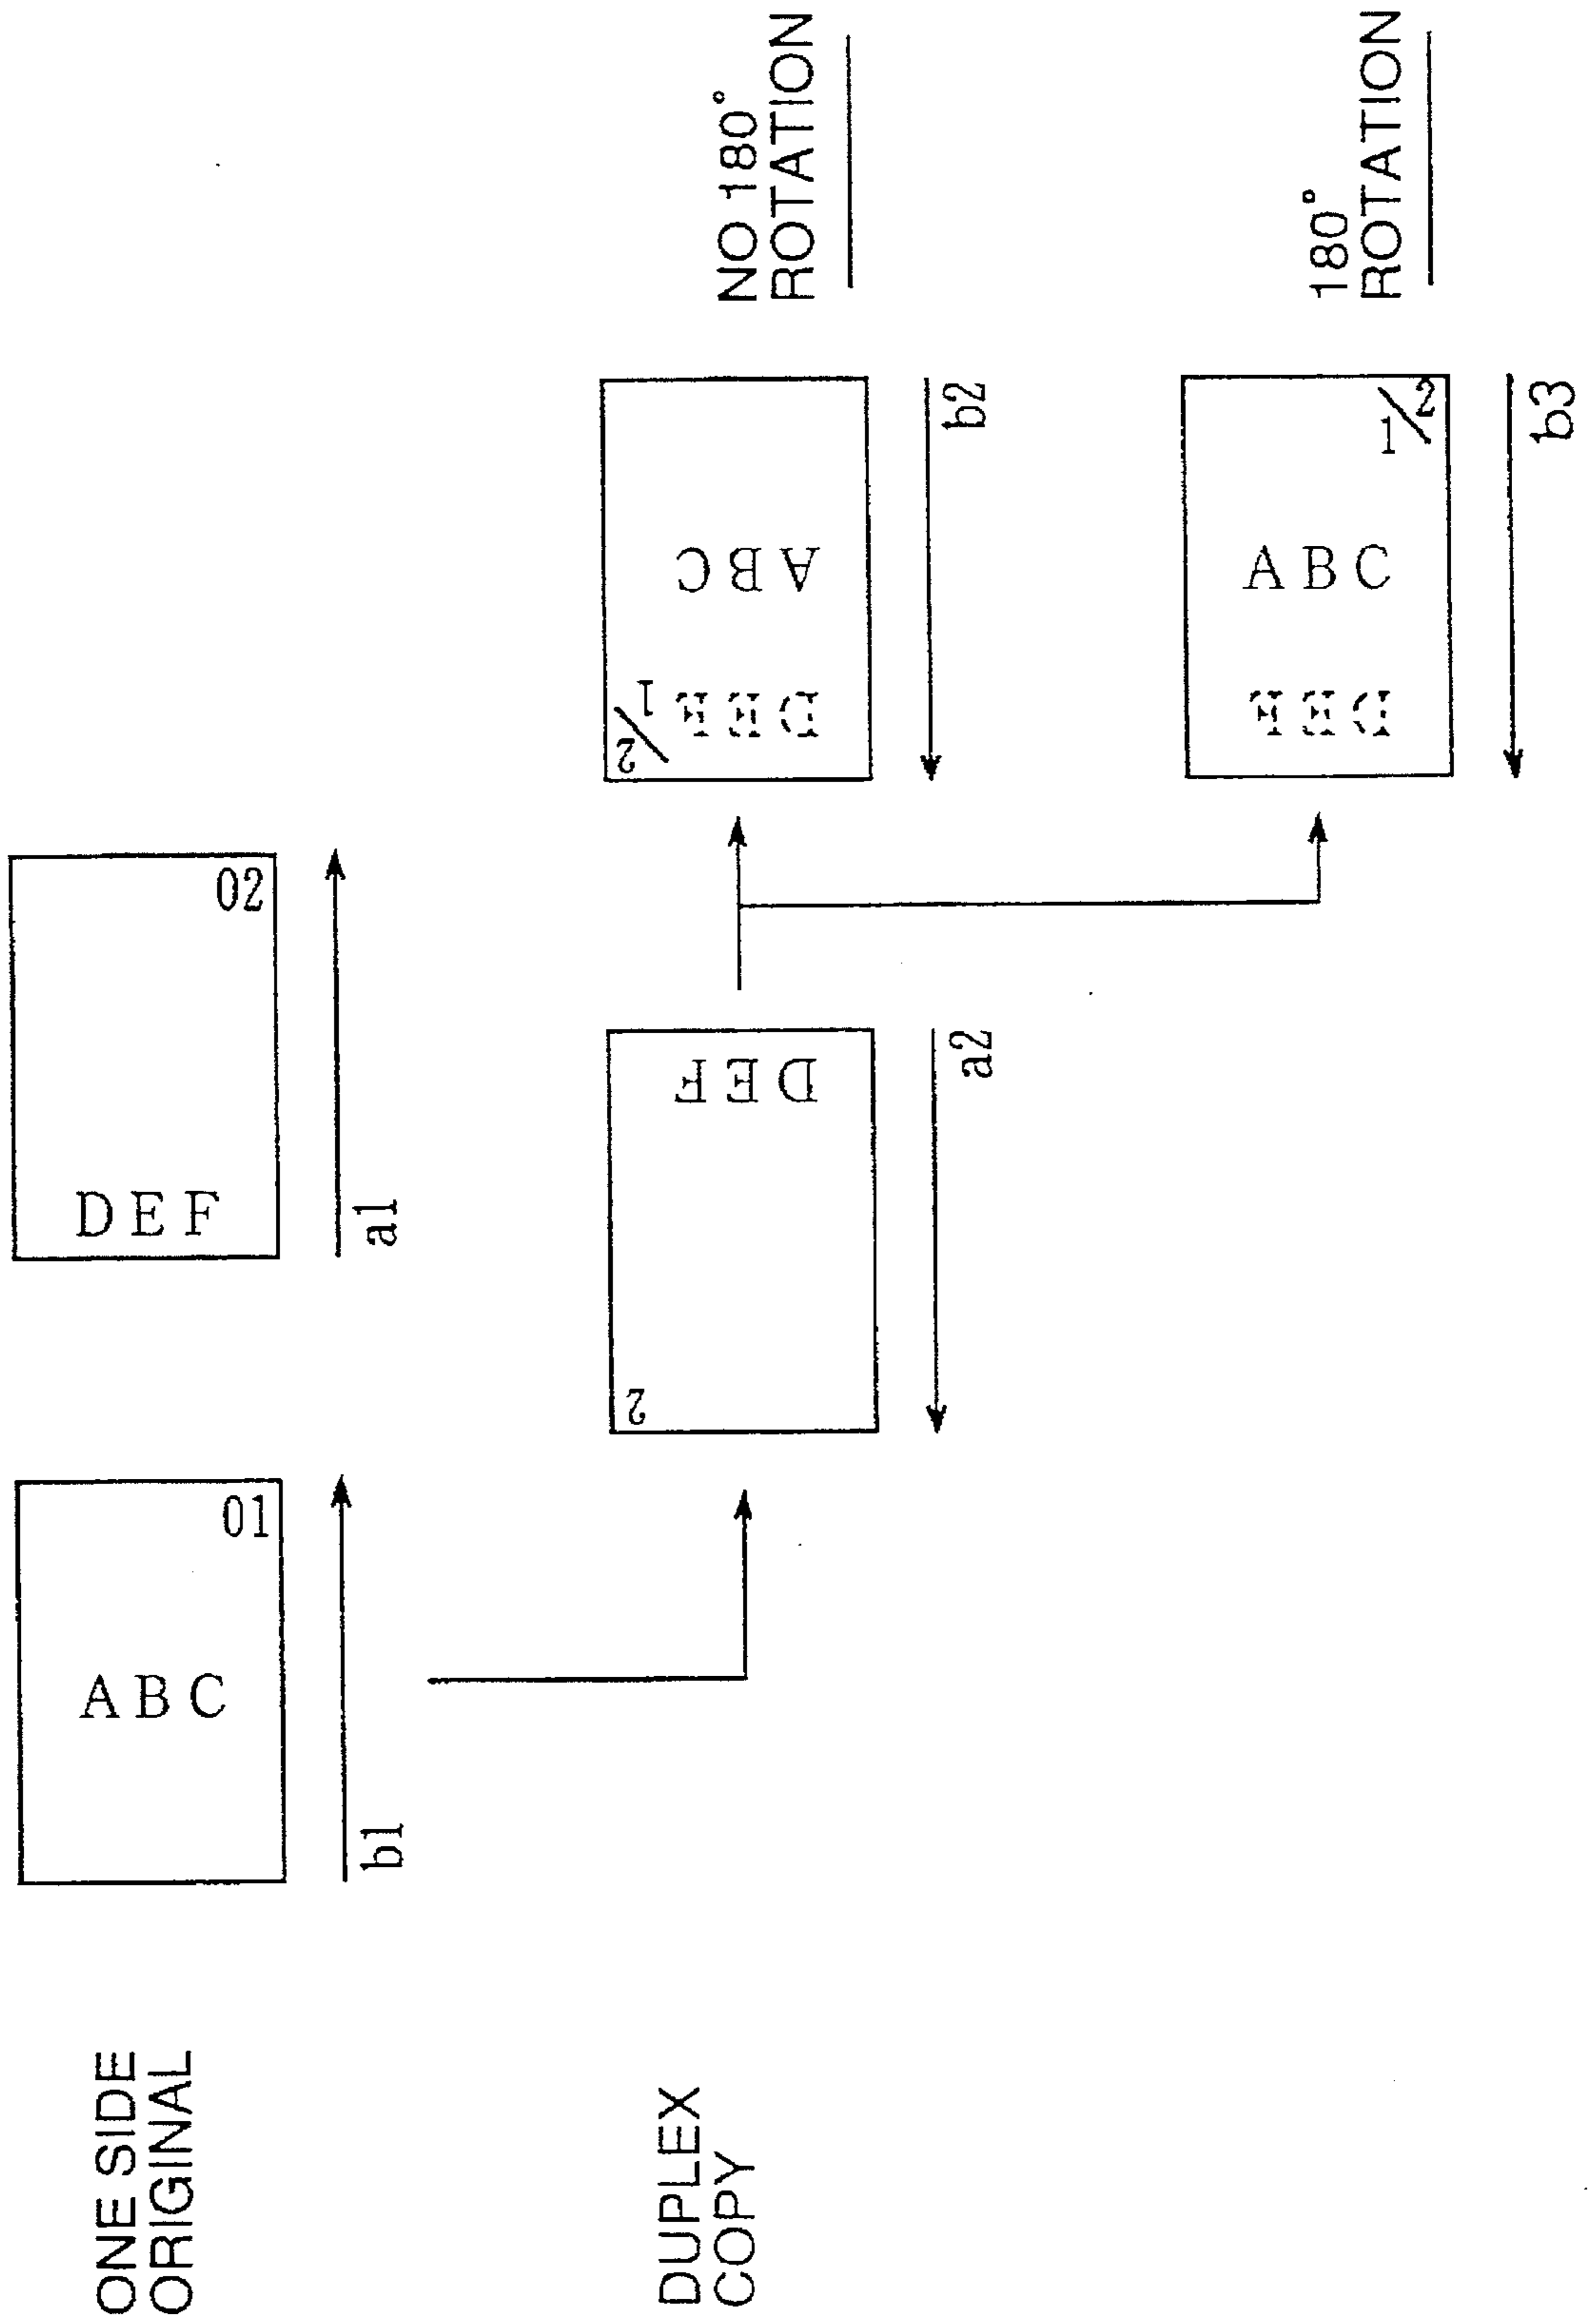 ONE SIDE
ORIGINAL
ABC
01
b1
DEF
02
a1
DUPLEX
COPY
2
DEF
a2
2/1
DEF
ABC
b2
NO 180°
ROTATION
DEF
ABC
1/2
b3
180°
ROTATION